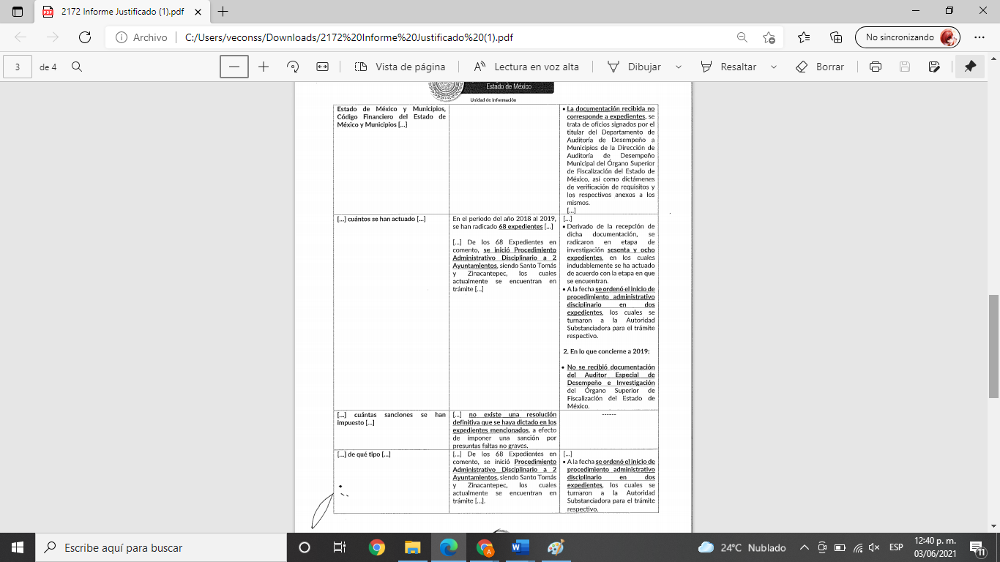 2172 Informe Justificado (1).pdf
Archivo
C:/Users/veconss/Downloads/2172%20Informe%20Justificado%20(1).pdf
No sincronizando
3
de 4
Vista de página
Lectura en voz alta
Dibujar
Resaltar
Borrar
Estado de México
Unidad de Información
Estado de México y Municipios,
Código Financiero del Estado de
México y Municipios [...]
• La documentación recibida no
corresponde a expedientes, se
trata de oficios signados por el
titular del Departamento de
Auditoría de Desempeño a
Municipios de la Dirección de
Auditoría de Desempeño
Municipal del Órgano Superior
de Fiscalización del Estado de
México, así como dictámenes
de verificación de requisitos y
los respectivos anexos a los
mismos.
[...]
[...] cuántos se han actuado [...]
En el periodo del año 2018 al 2019,
se han radicado 68 expedientes [...]
[...] De los 68 Expedientes en
comento, se inició Procedimiento
Administrativo Disciplinario a 2
Ayuntamientos, siendo Santo Tomás
y Zinacantepec, los cuales
actualmente se encuentran en
trámite [...]
[...]
• Derivado de la recepción de
dicha documentación, se
radicaron en etapa de
investigación sesenta y ocho
expedientes, en los cuales
indudablemente se ha actuado
de acuerdo con la etapa en que
se encuentran.
• A la fecha se ordenó el inicio de
procedimiento administrativo
disciplinario en dos
expedientes, los cuales se
turnaron a la Autoridad
Substanciadora para el trámite
respectivo.
2. En lo que concierne a 2019:
• No se recibió documentación
del Auditor Especial de
Desempeño e Investigación
del Órgano Superior de
Fiscalización del Estado de
México.
[...] cuántas sanciones se han
impuesto [...]
[...] no existe una resolución
definitiva que se haya dictado en los
expedientes mencionados, a efecto
de imponer una sanción por
presuntas faltas no graves.
------
[...] de qué tipo [...]
[...] De los 68 Expedientes en
comento, se inició Procedimiento
Administrativo Disciplinario a 2
Ayuntamientos, siendo Santo Tomás
y Zinacantepec, los cuales
actualmente se encuentran en
trámite [...].
[...]
• A la fecha se ordenó el inicio de
procedimiento administrativo
disciplinario en dos
expedientes, los cuales se
turnaron a la Autoridad
Substanciadora para el trámite
respectivo.
Escribe aquí para buscar
24°C Nublado
ESP
12:40 p. m.
03/06/2021
11